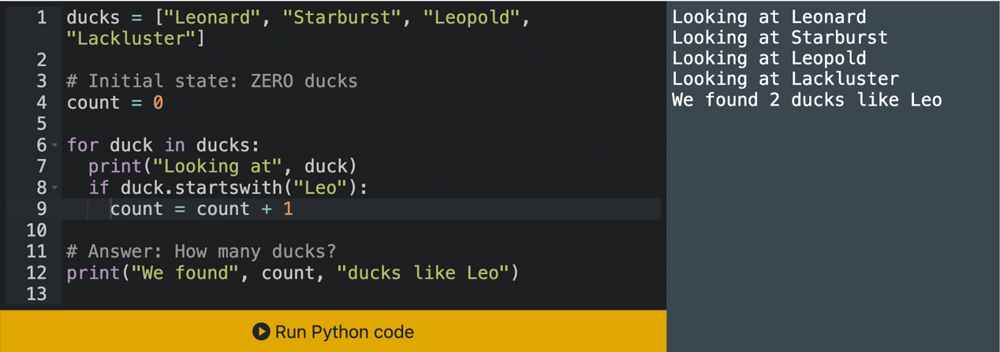 1 ducks = ["Leonard", "Starburst", "Leopold",
"Lackluster"]
2
3 # Initial state: ZERO ducks
4 count = 0
5
6 for duck in ducks:
7   print("Looking at", duck)
8   if duck.startswith("Leo"):
9     count = count + 1
10
11 # Answer: How many ducks?
12 print("We found", count, "ducks like Leo")
13
Run Python code
Looking at Leonard
Looking at Starburst
Looking at Leopold
Looking at Lackluster
We found 2 ducks like Leo